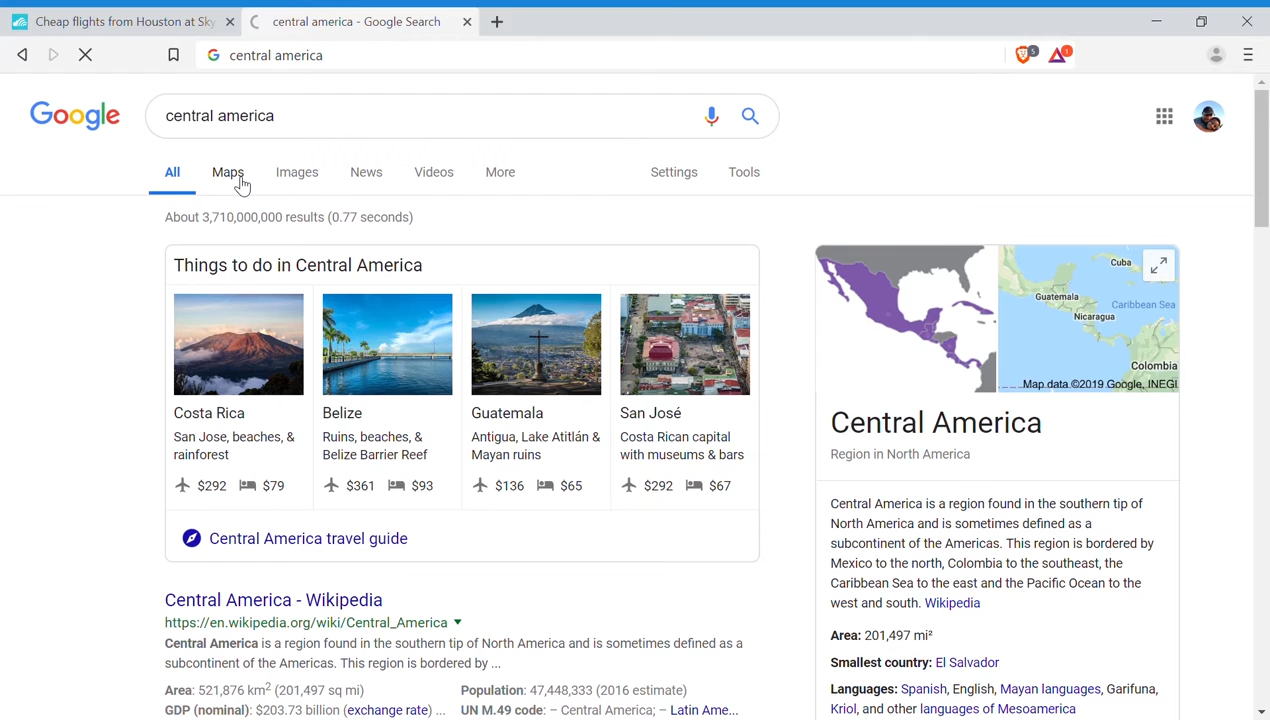 Cheap flights from Houston at Sky
central america - Google Search
central america
5
1
Google
central america
All
Maps
Images
News
Videos
More
Settings
Tools
About 3,710,000,000 results (0.77 seconds)
Things to do in Central America
Costa Rica
San Jose, beaches, &
rainforest
$292 $79
Belize
Ruins, beaches, &
Belize Barrier Reef
$361 $93
Guatemala
Antigua, Lake Atitlán &
Mayan ruins
$136 $65
San José
Costa Rican capital
with museums & bars
$292 $67
Central America travel guide
Central America - Wikipedia
https://en.wikipedia.org/wiki/Central_America
Central America is a region found in the southern tip of North America and is sometimes defined as a
subcontinent of the Americas. This region is bordered by ...
Area: 521,876 km2 (201,497 sq mi)
Population: 47,448,333 (2016 estimate)
GDP (nominal): $203.73 billion (exchange rate) ...
UN M.49 code: – Central America; – Latin Ame...
Cuba
Guatemala
Caribbean Sea
Nicaragua
Colombia
Map data ©2019 Google, INEGI
Central America
Region in North America
Central America is a region found in the southern tip of
North America and is sometimes defined as a
subcontinent of the Americas. This region is bordered by
Mexico to the north, Colombia to the southeast, the
Caribbean Sea to the east and the Pacific Ocean to the
west and south. Wikipedia
Area: 201,497 mi²
Smallest country: El Salvador
Languages: Spanish, English, Mayan languages, Garifuna,
Kriol, and other languages of Mesoamerica